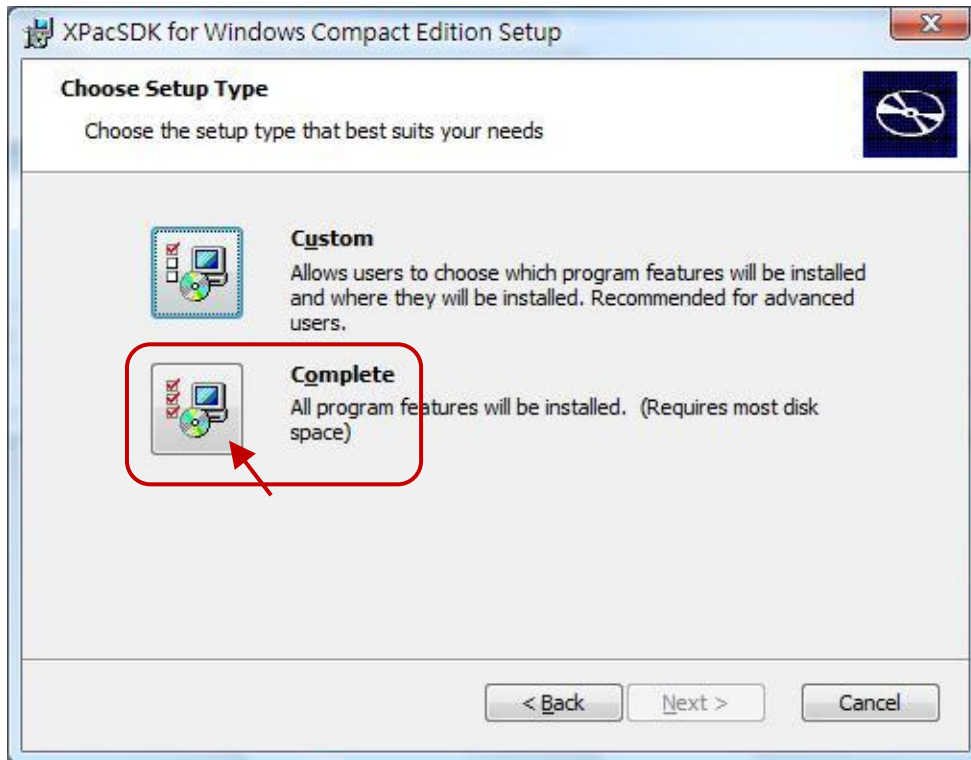 XPacSDK for Windows Compact Edition Setup
Choose Setup Type
Choose the setup type that best suits your needs
Custom
Allows users to choose which program features will be installed
and where they will be installed. Recommended for advanced
users.
Complete
All program features will be installed. (Requires most disk
space)
< Back Next > Cancel